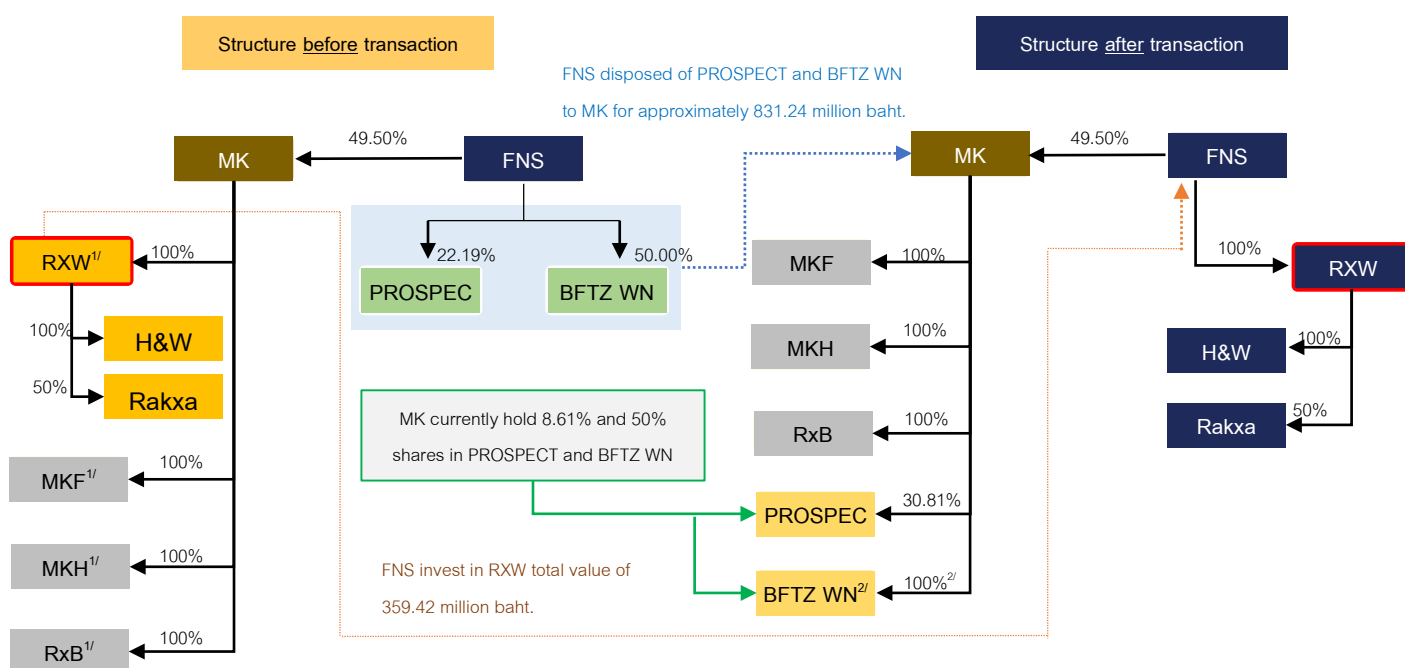 Structure before transaction
Structure after transaction
FNS disposed of PROSPECT and BFTZ WN
to MK for approximately 831.24 million baht.
MK
49.50%
FNS
MK
49.50%
FNS
RXW1/
100%
22.19%
50.00%
PROSPEC
BFTZ WN
MKF
100%
100%
RXW
100%
H&W
50%
Rakxa
MKH
100%
H&W
100%
MK currently hold 8.61% and 50%
shares in PROSPECT and BFTZ WN
RxB
100%
Rakxa
50%
MKF1/
100%
PROSPEC
30.81%
MKH1/
100%
FNS invest in RXW total value of
359.42 million baht.
BFTZ WN2/
100%2/
RxB1/
100%